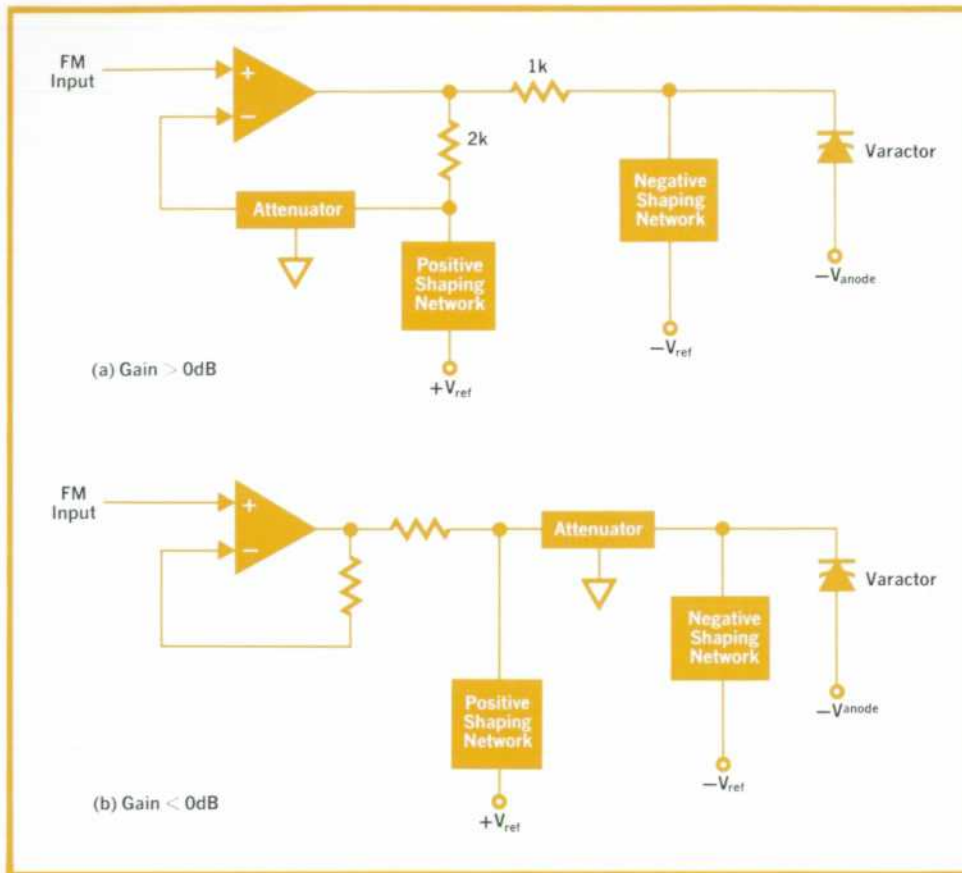 FM
Input
+
−
1k
2k
Attenuator
Positive
Shaping
Network
+Vref
Negative
Shaping
Network
−Vref
Varactor
−Vanode
(a) Gain > 0dB
FM
Input
+
−
Attenuator
Positive
Shaping
Network
+Vref
Negative
Shaping
Network
−Vref
Varactor
−Vanode
(b) Gain < 0dB